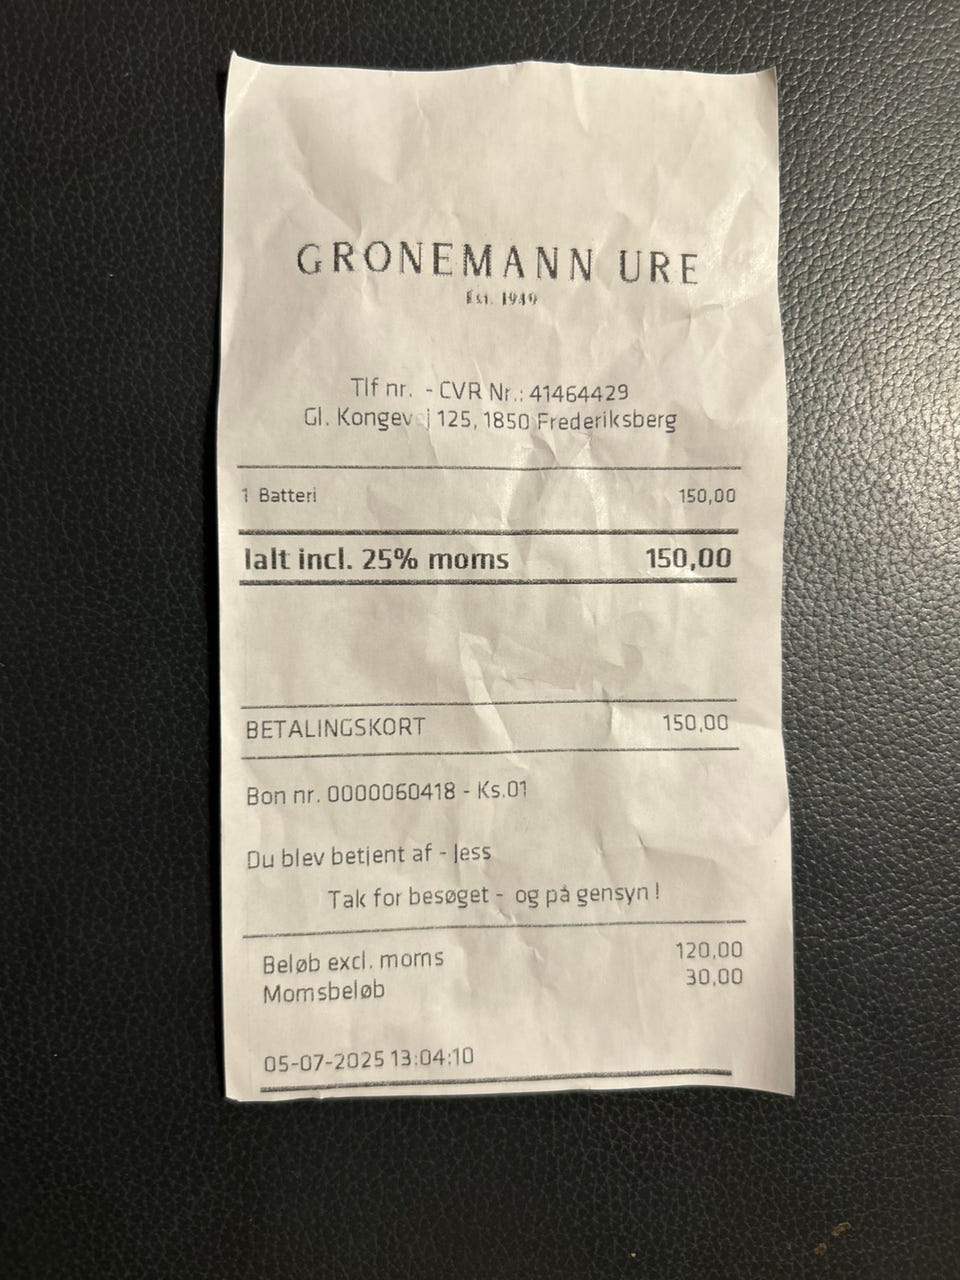 GRONEMANN URE
Est. 1940
Tlf nr. - CVR Nr.: 41464429
Gl. Kongevej 125, 1850 Frederiksberg
1 Batteri 150,00
Ialt incl. 25% moms 150,00
BETALINGSKORT 150,00
Bon nr. 0000060418 - Ks.01
Du blev betjent af - Jess
Tak for besøget - og på gensyn !
Beløb excl. moms 120,00
Momsbeløb 30,00
05-07-2025 13:04:10